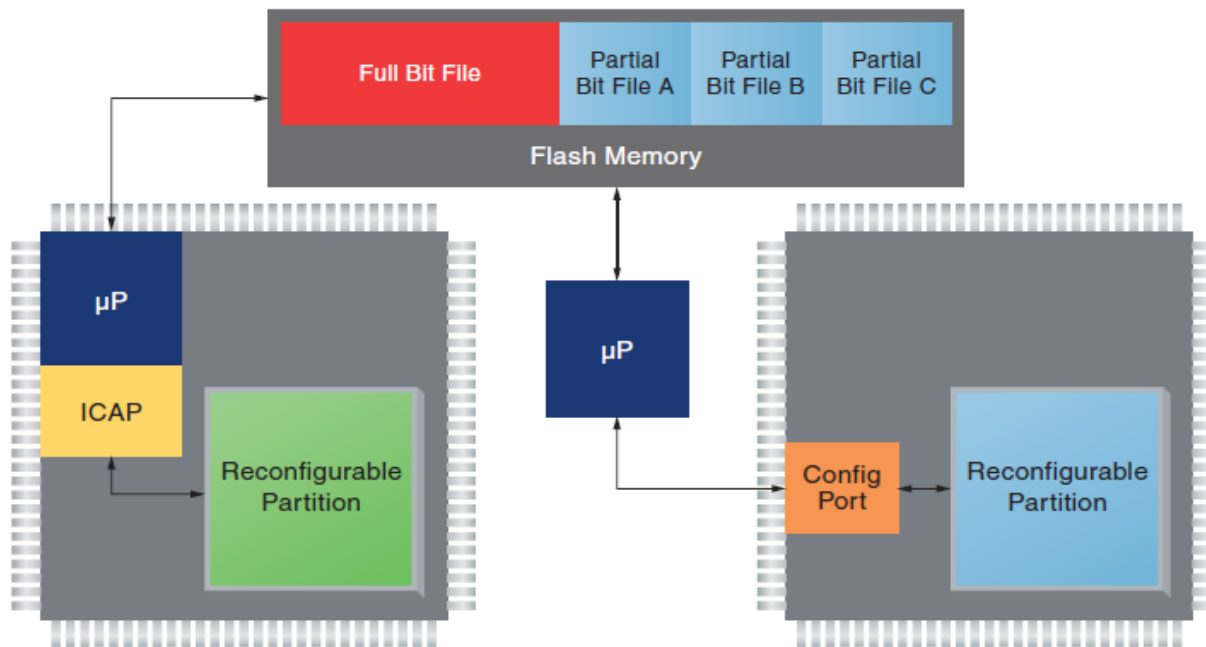 Full Bit File
Partial
Bit File A
Partial
Bit File B
Partial
Bit File C
Flash Memory
µP
ICAP
Reconfigurable
Partition
µP
Config
Port
Reconfigurable
Partition